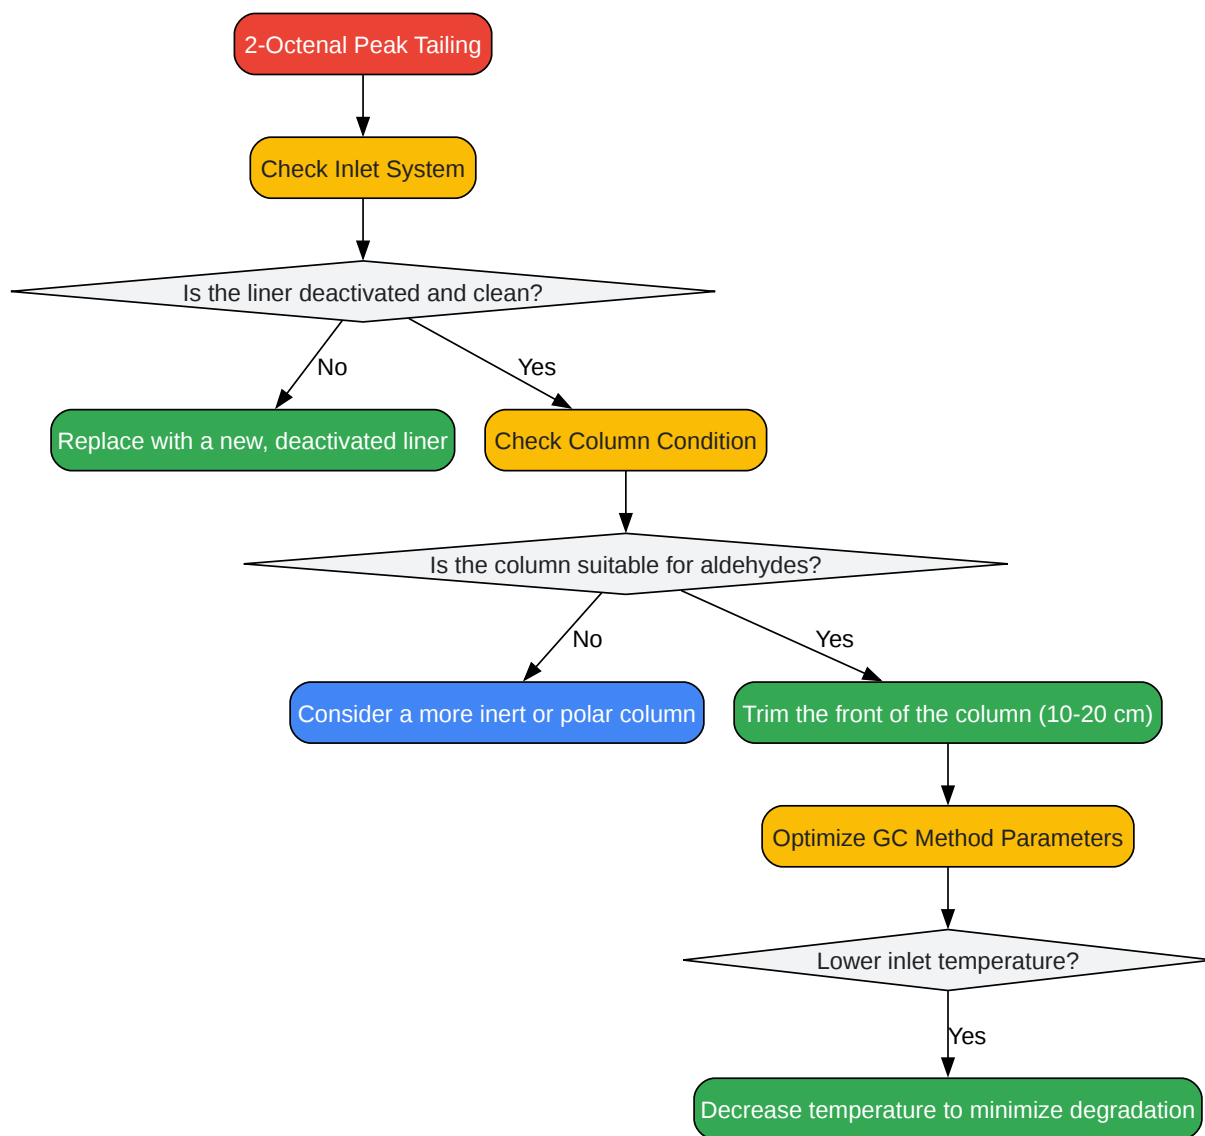 2-Octenal Peak Tailing
Check Inlet System
Is the liner deactivated and clean?
No
Yes
Replace with a new, deactivated liner
Check Column Condition
Is the column suitable for aldehydes?
No
Yes
Consider a more inert or polar column
Trim the front of the column (10-20 cm)
Optimize GC Method Parameters
Lower inlet temperature?
Yes
Decrease temperature to minimize degradation